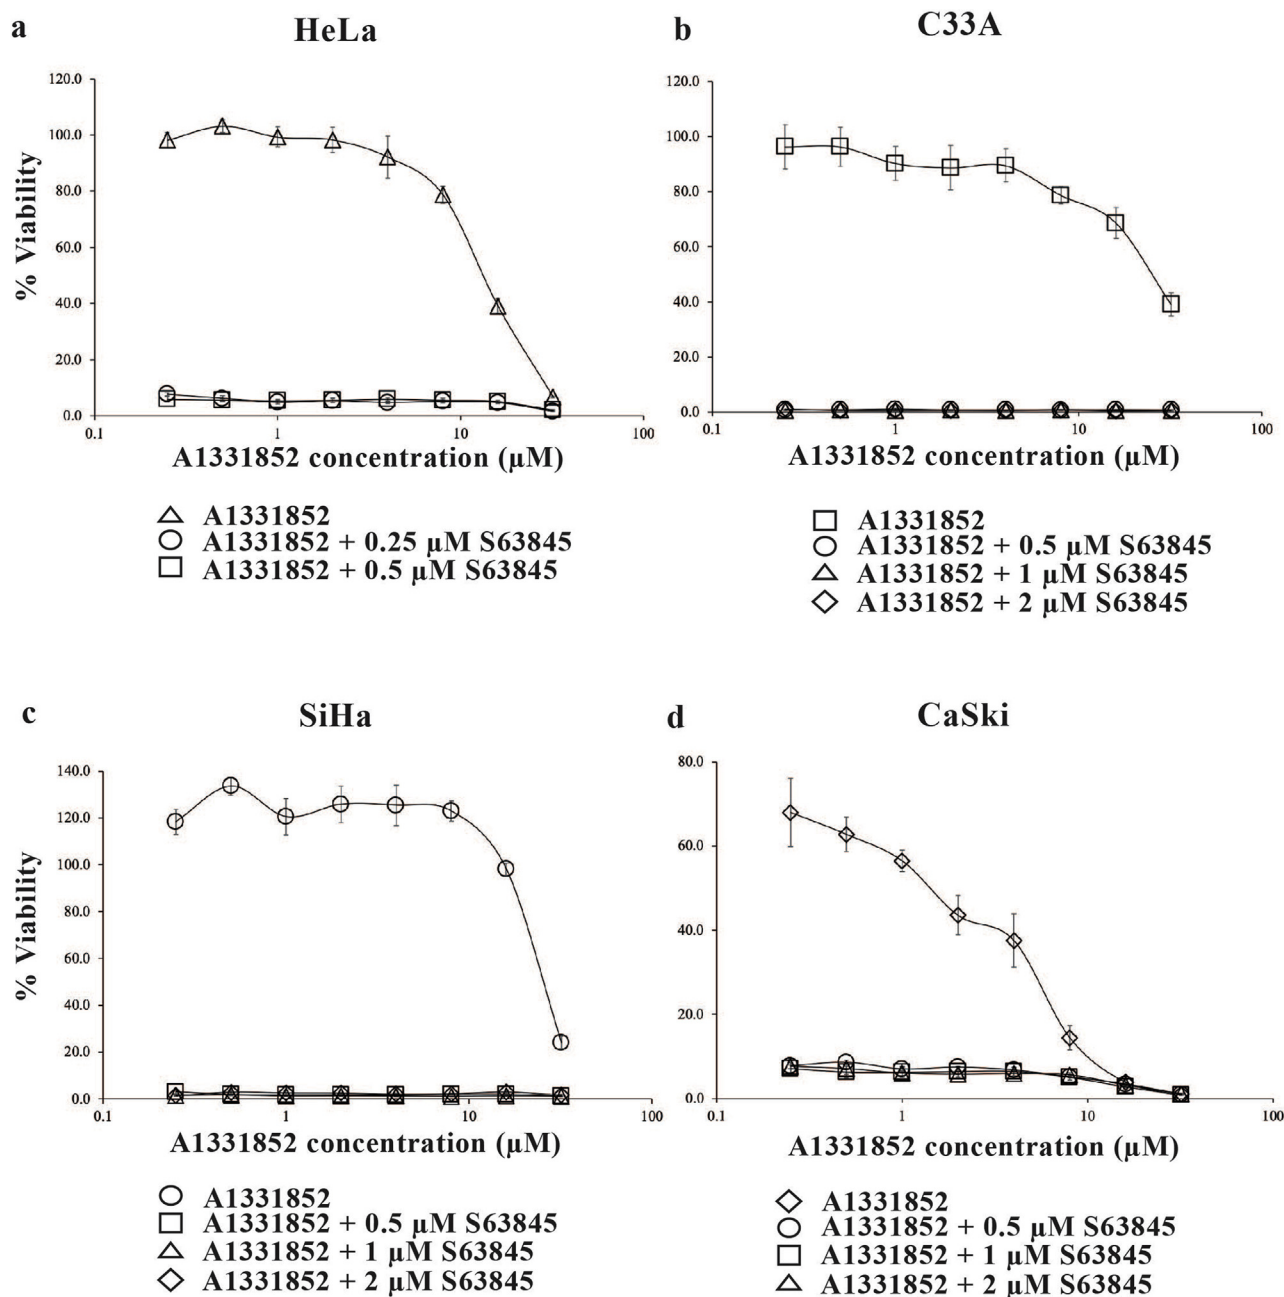 a
HeLa
120.0
100.0
80.0
60.0
40.0
20.0
0.0
% Viability
0.1
1
10
100
A1331852 concentration (µM)
A1331852
A1331852 + 0.25 µM S63845
A1331852 + 0.5 µM S63845
b
C33A
120.0
100.0
80.0
60.0
40.0
20.0
0.0
0.1
1
10
100
A1331852 concentration (µM)
A1331852
A1331852 + 0.5 µM S63845
A1331852 + 1 µM S63845
A1331852 + 2 µM S63845
c
SiHa
140.0
120.0
100.0
80.0
60.0
40.0
20.0
0.0
% Viability
0.1
1
10
100
A1331852 concentration (µM)
A1331852
A1331852 + 0.5 µM S63845
A1331852 + 1 µM S63845
A1331852 + 2 µM S63845
d
CaSki
80.0
60.0
40.0
20.0
0.0
0.1
1
10
100
A1331852 concentration (µM)
A1331852
A1331852 + 0.5 µM S63845
A1331852 + 1 µM S63845
A1331852 + 2 µM S63845